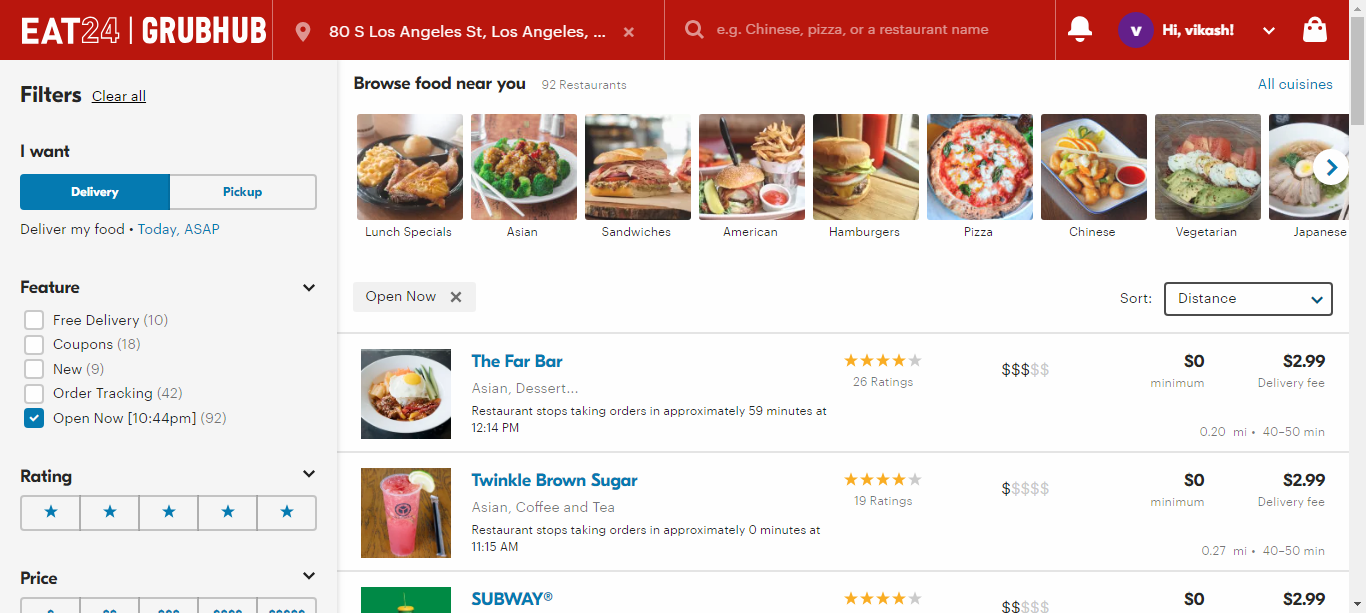 EAT24 | GRUBHUB
80 S Los Angeles St, Los Angeles, ...
e.g. Chinese, pizza, or a restaurant name
v
Hi, vikash!
Filters Clear all
I want
Delivery Pickup
Deliver my food • Today, ASAP
Feature
Free Delivery (10)
Coupons (18)
New (9)
Order Tracking (42)
Open Now [10:44pm] (92)
Rating
Price
Browse food near you 92 Restaurants All cuisines
Lunch Specials Asian Sandwiches American Hamburgers Pizza Chinese Vegetarian Japanese
Open Now
Sort: Distance
The Far Bar
Asian, Dessert...
Restaurant stops taking orders in approximately 59 minutes at
12:14 PM
26 Ratings
$$$$$
$0
minimum
$2.99
Delivery fee
0.20 mi • 40–50 min
Twinkle Brown Sugar
Asian, Coffee and Tea
Restaurant stops taking orders in approximately 0 minutes at
11:15 AM
19 Ratings
$$$$$
$0
minimum
$2.99
Delivery fee
0.27 mi • 40–50 min
SUBWAY®
$$$$$
$0
$2.99